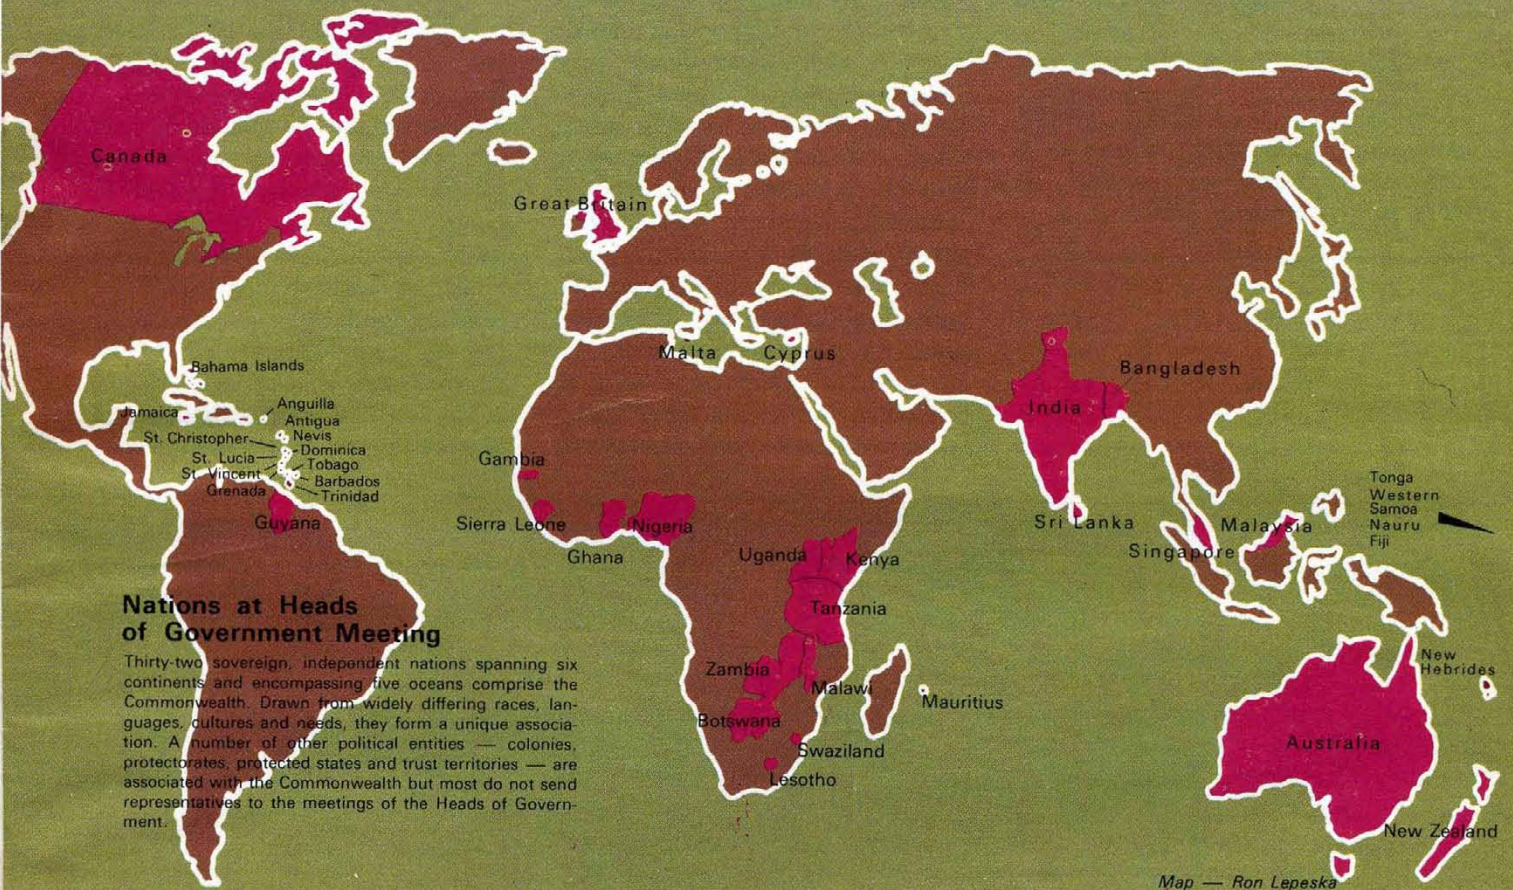 Canada
Great Britain
Malta
Cyprus
Bangladesh
India
Bahama Islands
Jamaica
Anguilla
Antigua
St. Christopher
Nevis
Dominica
St. Lucia
Tobago
St. Vincent
Barbados
Grenada
Trinidad
Guyana
Gambia
Sierra Leone
Ghana
Nigeria
Uganda
Kenya
Tanzania
Zambia
Malawi
Mauritius
Botswana
Swaziland
Lesotho
Sri Lanka
Malaysia
Singapore
Tonga
Western
Samoa
Nauru
Fiji
New
Hebrides
Australia
New Zealand
Nations at Heads
of Government Meeting
Thirty-two sovereign, independent nations spanning six
continents and encompassing five oceans comprise the
Commonwealth. Drawn from widely differing races, lan-
guages, cultures and needs, they form a unique associa-
tion. A number of other political entities — colonies,
protectorates, protected states and trust territories — are
associated with the Commonwealth but most do not send
representatives to the meetings of the Heads of Govern-
ment.
Map — Ron Lepeska